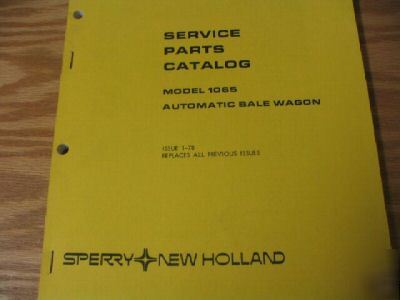 SERVICE
PARTS
CATALOG
MODEL 1065
AUTOMATIC BALE WAGON
ISSUE 1-78
REPLACES ALL PREVIOUS ISSUES
SPERRY NEW HOLLAND